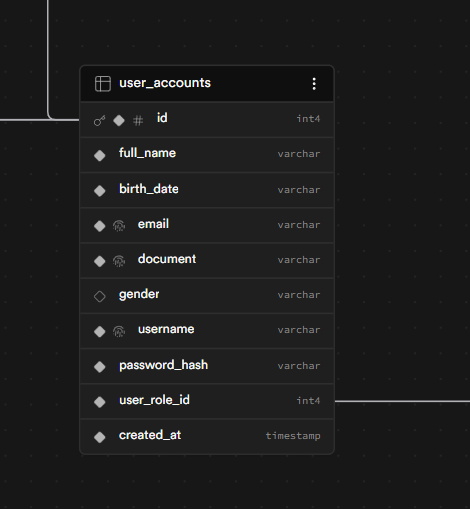 user_accounts
# id int4
full_name varchar
birth_date varchar
email varchar
document varchar
gender varchar
username varchar
password_hash varchar
user_role_id int4
created_at timestamp